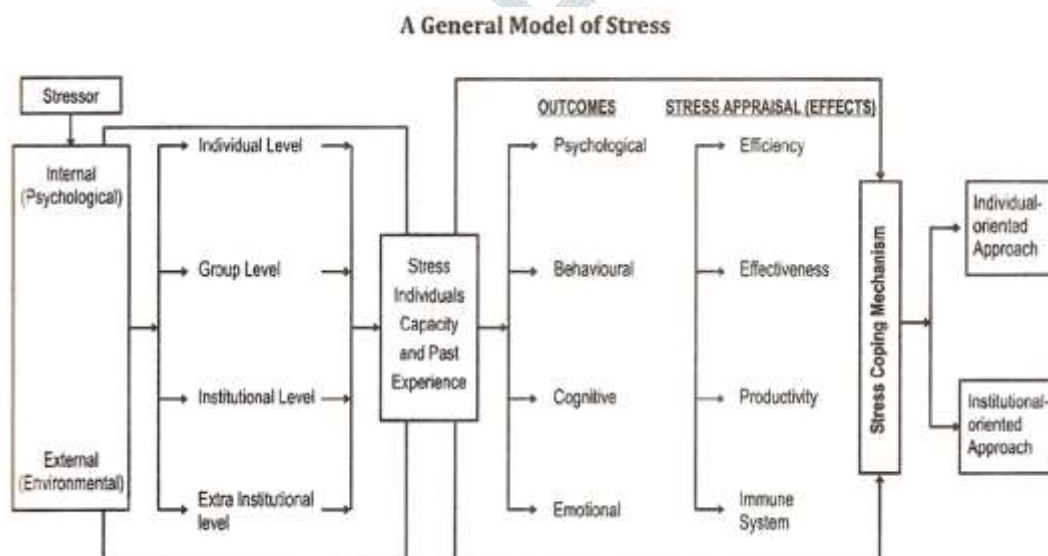 A General Model of Stress
Stressor
Internal
(Psychological)
External
(Environmental)
Individual Level
Group Level
Institutional Level
Extra Institutional
level
Stress
Individuals
Capacity
and Past
Experience
OUTCOMES
Psychological
Behavioural
Cognitive
Emotional
STRESS APPRAISAL (EFFECTS)
Efficiency
Effectiveness
Productivity
Immune
System
Stress Coping Mechanism
Individual-
oriented
Approach
Institutional-
oriented
Approach